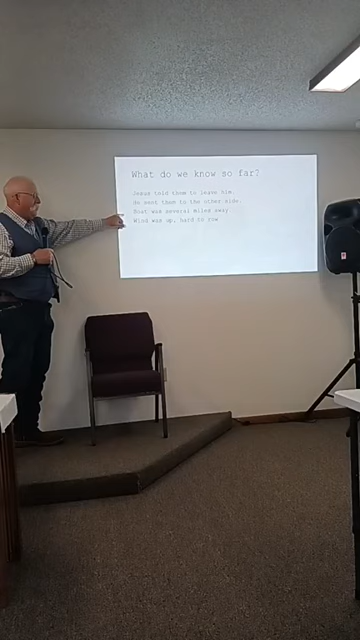 What do we know so far?
Jesus told them to leave him.
He sent them to the other side.
Boat was several miles away
Wind was up, hard to row